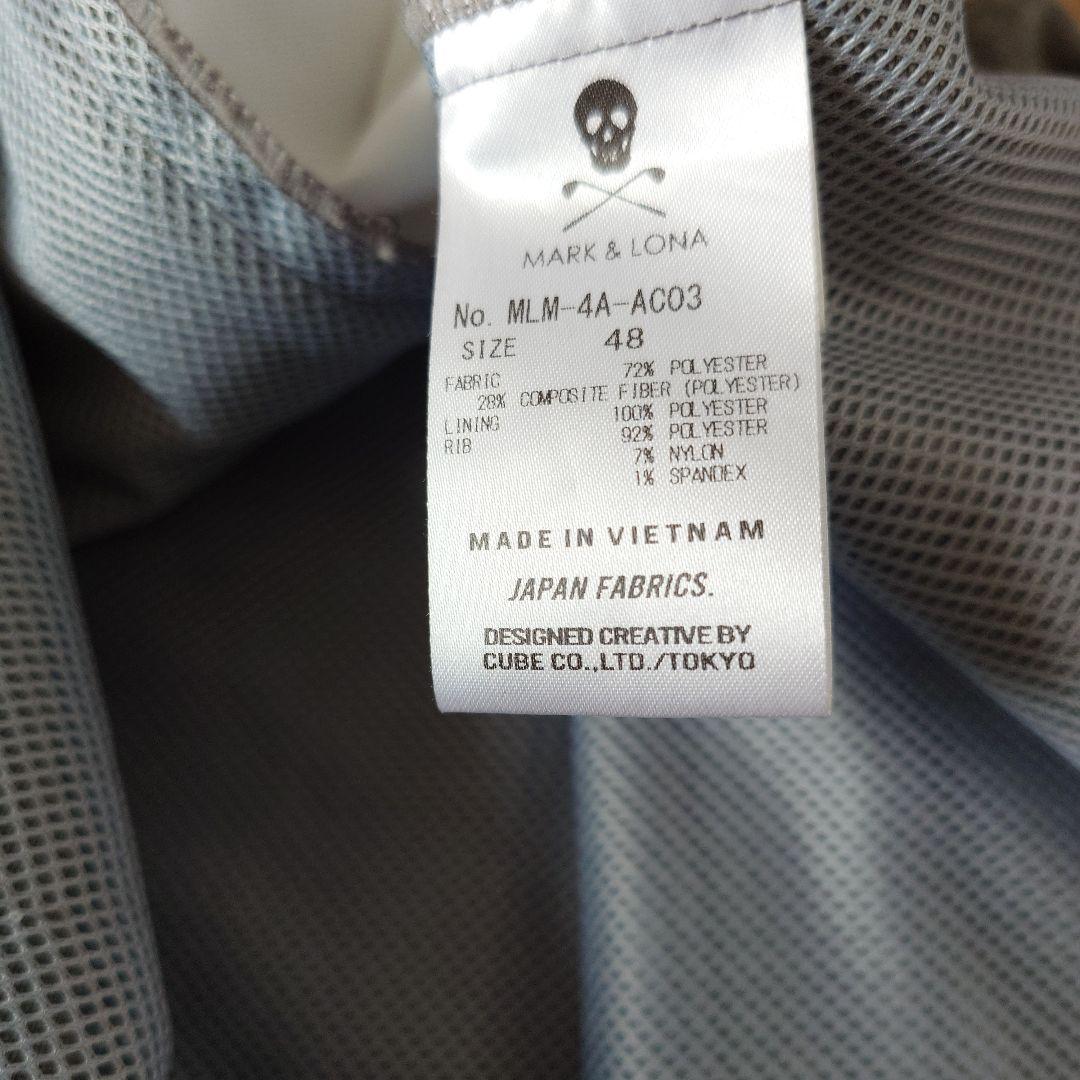 MARK & LONA
No. MLM-4A-AC03
SIZE 48
FABRIC 72% POLYESTER
28% COMPOSITE FIBER (POLYESTER)
LINING 100% POLYESTER
RIB 92% POLYESTER
7% NYLON
1% SPANDEX
MADE IN VIETNAM
JAPAN FABRICS.
DESIGNED CREATIVE BY
CUBE CO.,LTD./TOKYO